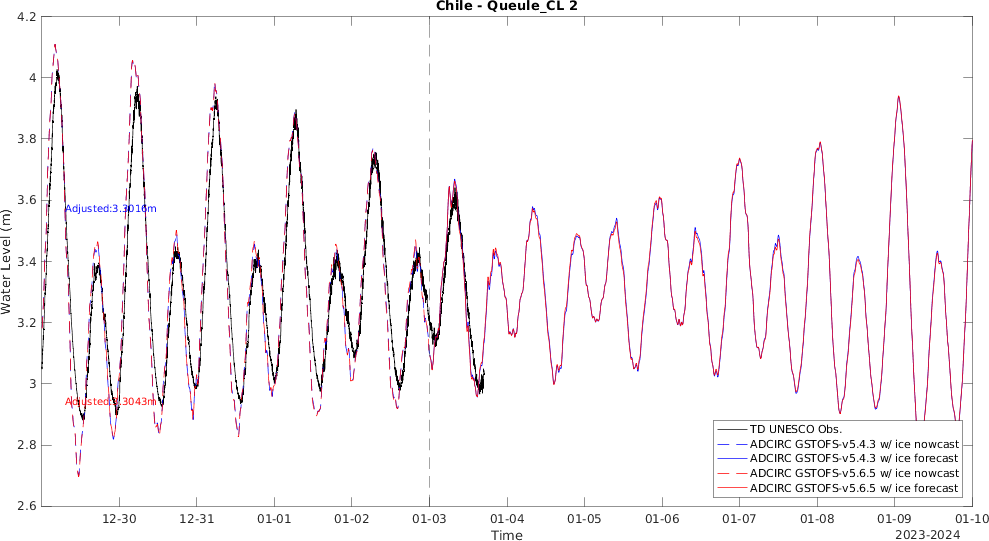 Chile - Queule_CL 2
4.2
4
3.8
3.6
3.4
3.2
3
2.8
2.6
Water Level (m)
Adjusted:3.3016m
Adjusted:3.3043m
TD UNESCO Obs.
ADCIRC GSTOFS-v5.4.3 w/ ice nowcast
ADCIRC GSTOFS-v5.4.3 w/ ice forecast
ADCIRC GSTOFS-v5.6.5 w/ ice nowcast
ADCIRC GSTOFS-v5.6.5 w/ ice forecast
12-30 12-31 01-01 01-02 01-03 01-04 01-05 01-06 01-07 01-08 01-09 01-10
Time
2023-2024